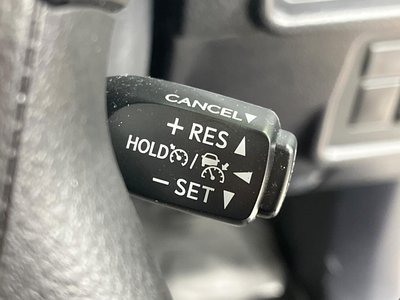 CANCEL▼
+ RES ▲
HOLD /
− SET ▼